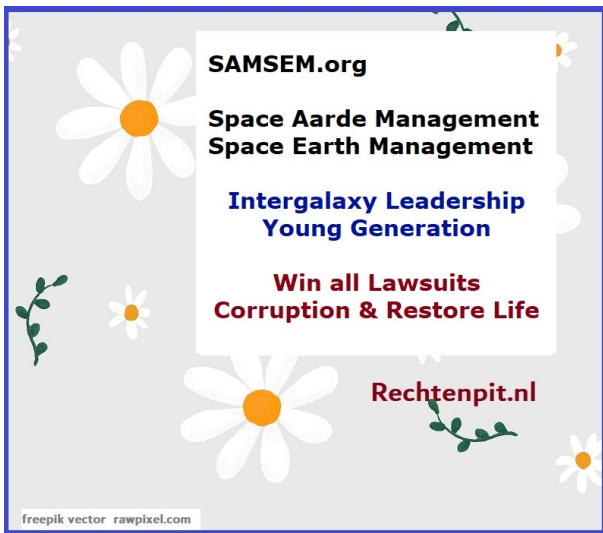 SAMSEM.org
Space Aarde Management
Space Earth Management
Intergalaxy Leadership
Young Generation
Win all Lawsuits
Corruption & Restore Life
Rechtenpit.nl
freepik vector rawpixel.com